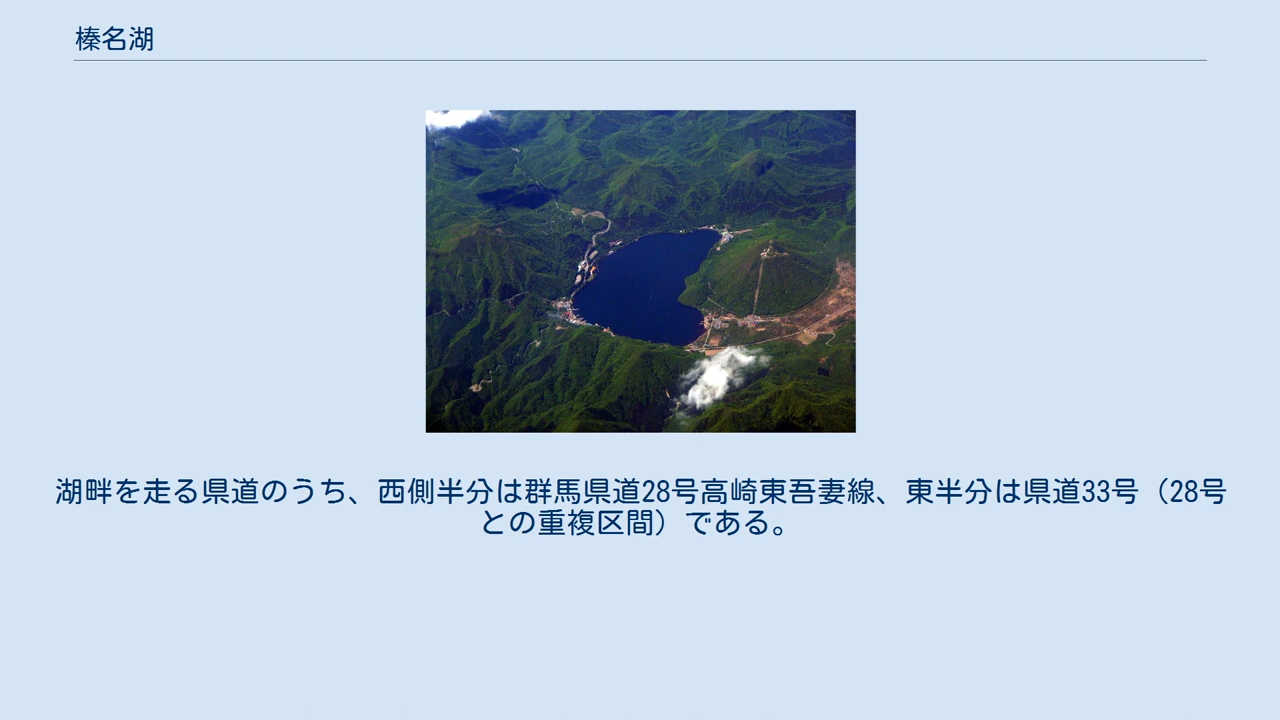 榛名湖
湖畔を走る県道のうち、西側半分は群馬県道28号高崎東吾妻線、東半分は県道33号（28号
との重複区間）である。